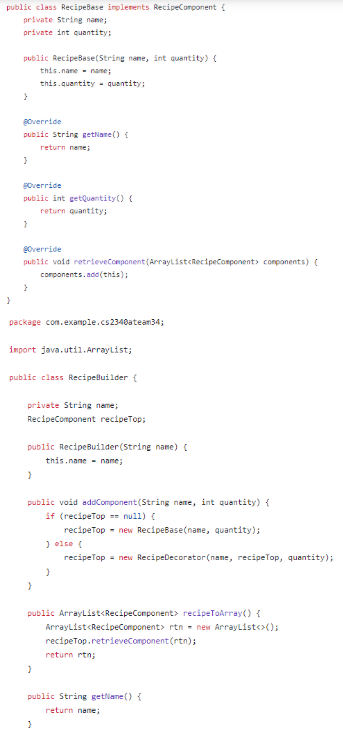 public class RecipeBase implements RecipeComponent {
    private String name;
    private int quantity;

    public RecipeBase(String name, int quantity) {
        this.name = name;
        this.quantity = quantity;
    }

    @Override
    public String getName() {
        return name;
    }

    @Override
    public int getQuantity() {
        return quantity;
    }

    @Override
    public void retrieveComponent(ArrayList<RecipeComponent> components) {
        components.add(this);
    }
}
package com.example.cs2340ateam34;

import java.util.ArrayList;

public class RecipeBuilder {

    private String name;
    RecipeComponent recipeTop;

    public RecipeBuilder(String name) {
        this.name = name;
    }

    public void addComponent(String name, int quantity) {
        if (recipeTop == null) {
            recipeTop = new RecipeBase(name, quantity);
        } else {
            recipeTop = new RecipeDecorator(name, recipeTop, quantity);
        }
    }

    public ArrayList<RecipeComponent> recipeToArray() {
        ArrayList<RecipeComponent> rtn = new ArrayList<>();
        recipeTop.retrieveComponent(rtn);
        return rtn;
    }

    public String getName() {
        return name;
    }